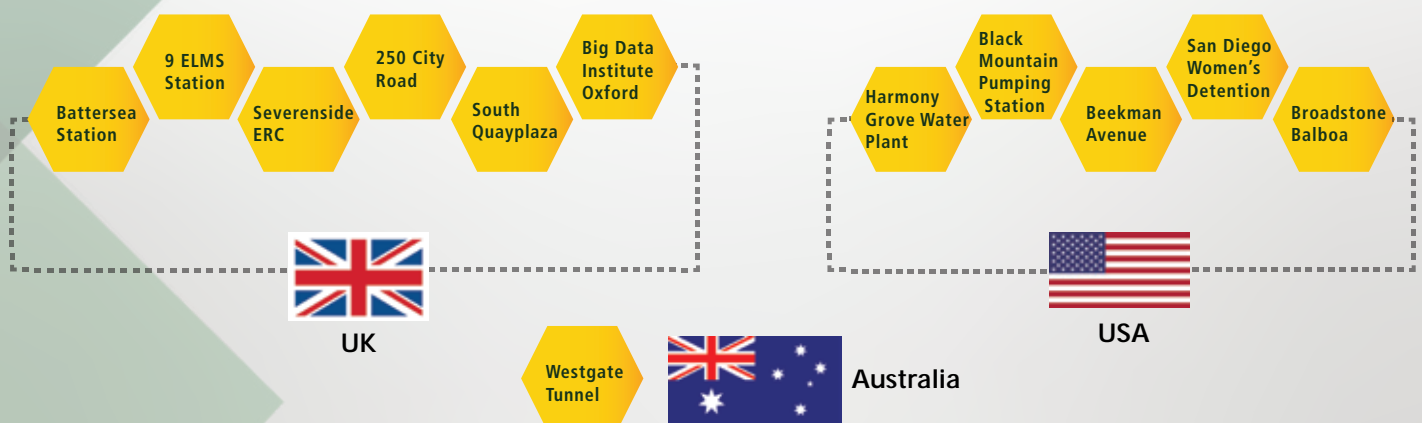 Battersea
Station
9 ELMS
Station
Severenside
ERC
250 City
Road
South
Quayplaza
Big Data
Institute
Oxford
UK
Harmony
Grove Water
Plant
Black
Mountain
Pumping
Station
Beekman
Avenue
San Diego
Women's
Detention
Broadstone
Balboa
USA
Westgate
Tunnel
Australia